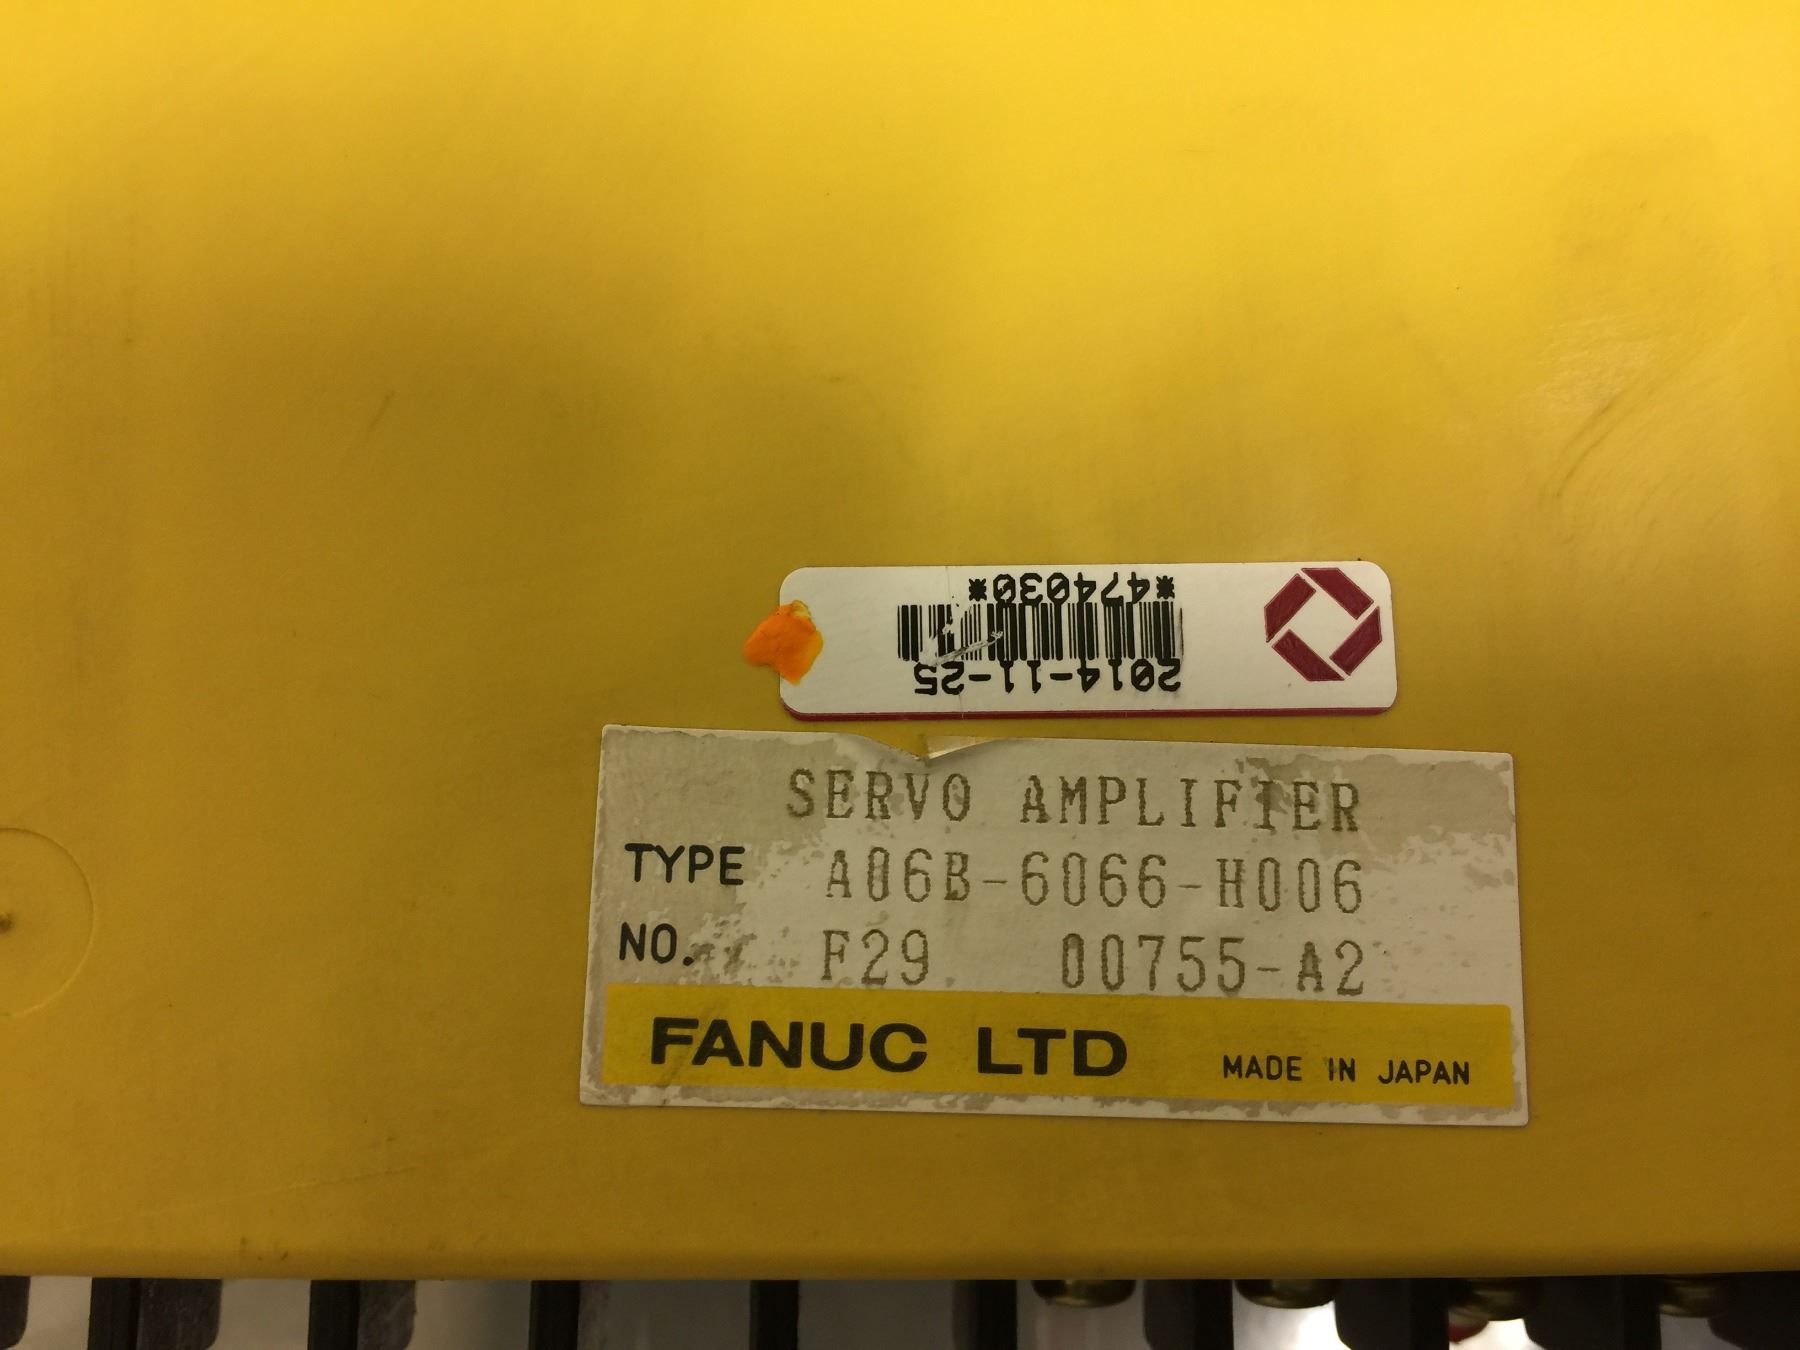 *474030*
2014-11-25
SERVO AMPLIFIER
TYPE A06B-6066-H006
NO. F29 00755-A2
FANUC LTD MADE IN JAPAN